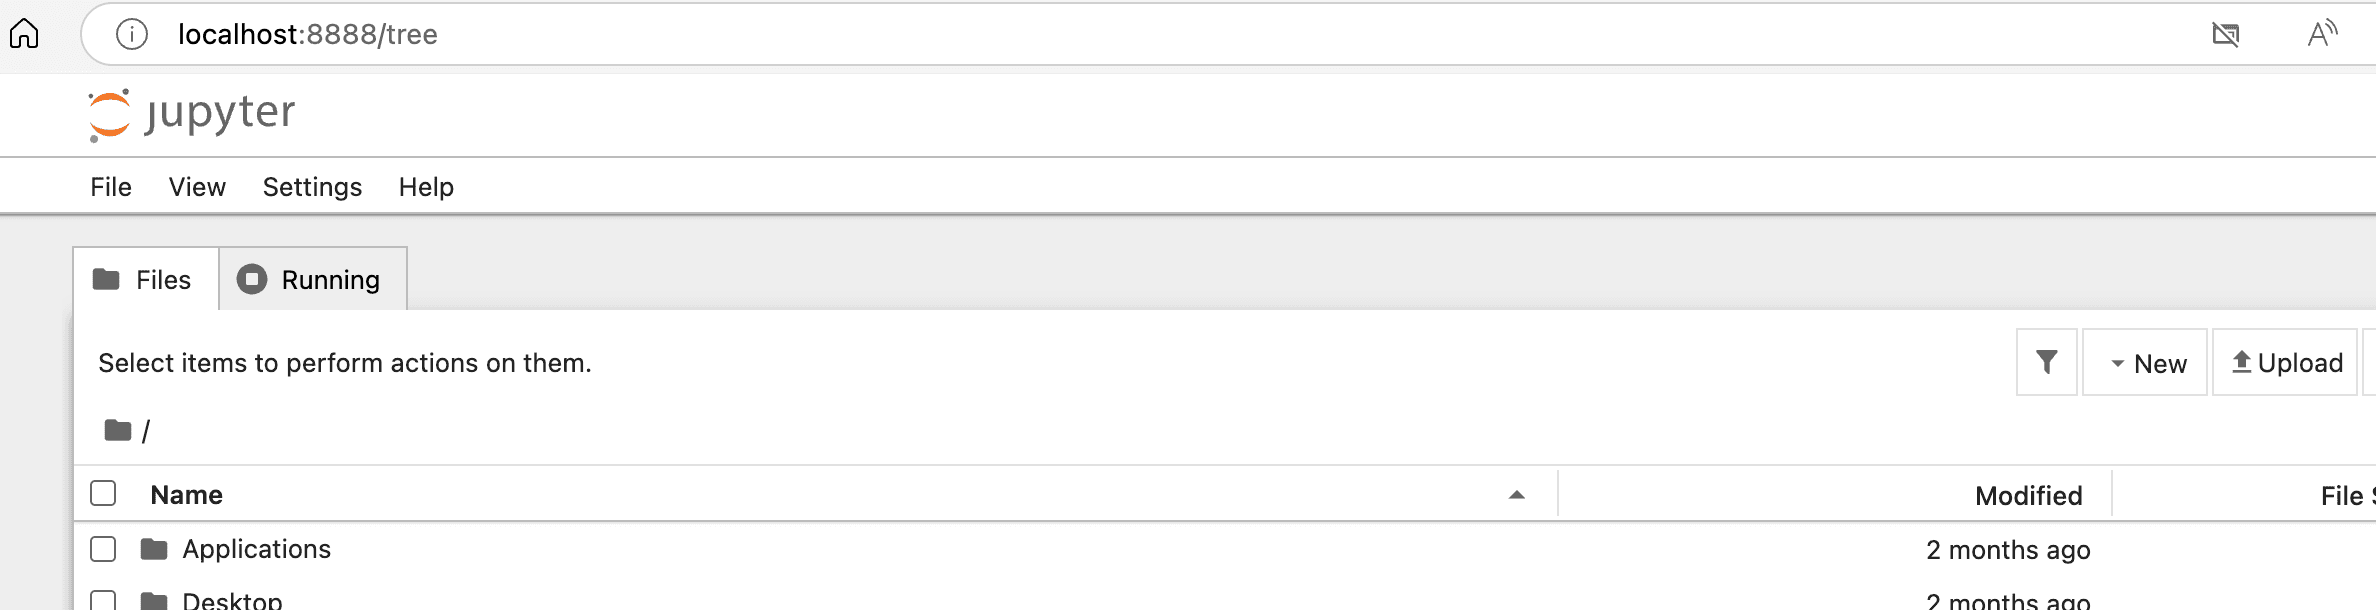 localhost:8888/tree
jupyter
File View Settings Help
Files Running
Select items to perform actions on them.
New Upload
/
Name Modified File
Applications 2 months ago
Desktop 2 months ago